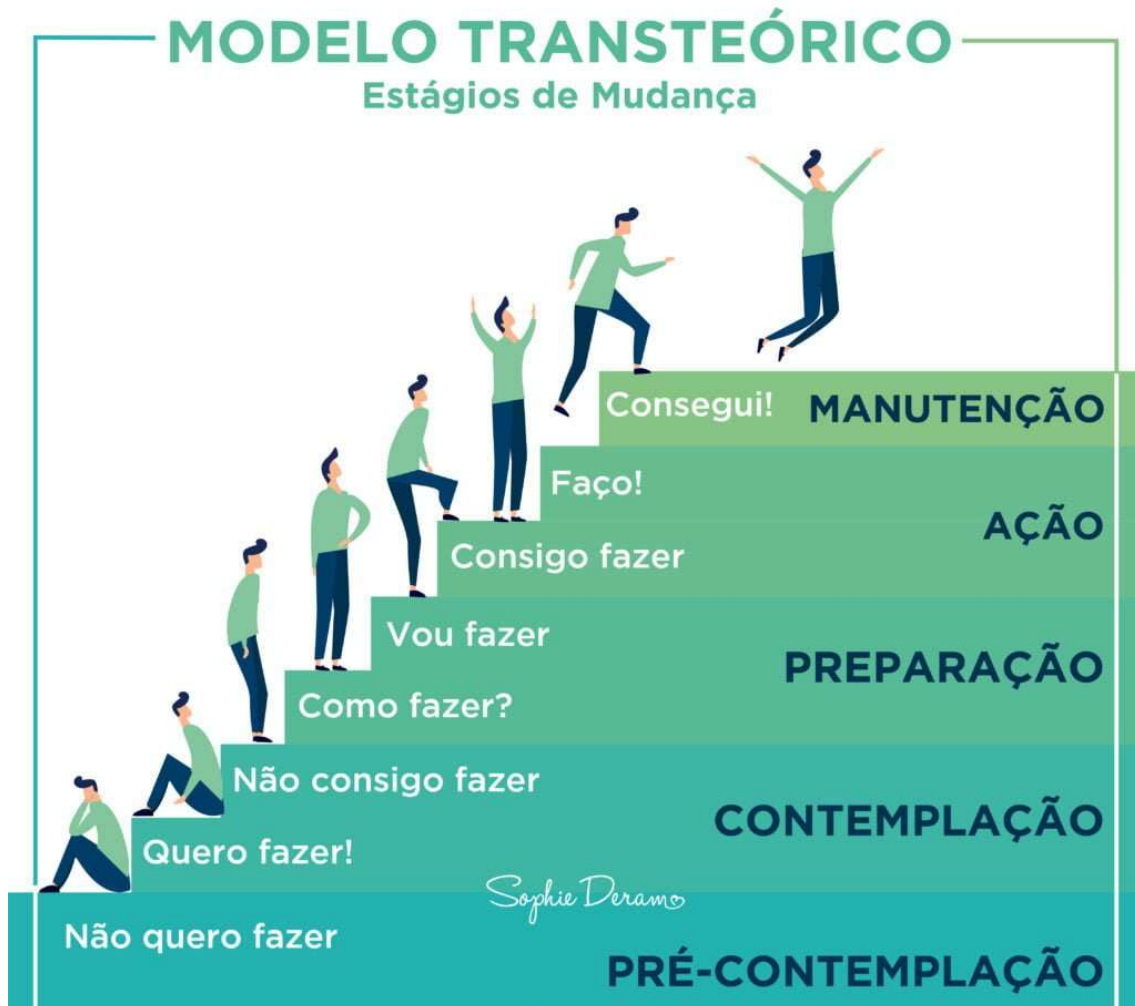 MODELO TRANSTEÓRICO
Estágios de Mudança
Consegui! MANUTENÇÃO
Faço!
AÇÃO
Consigo fazer
Vou fazer
PREPARAÇÃO
Como fazer?
Não consigo fazer
CONTEMPLAÇÃO
Quero fazer!
Sophie Deram
Não quero fazer
PRÉ-CONTEMPLAÇÃO